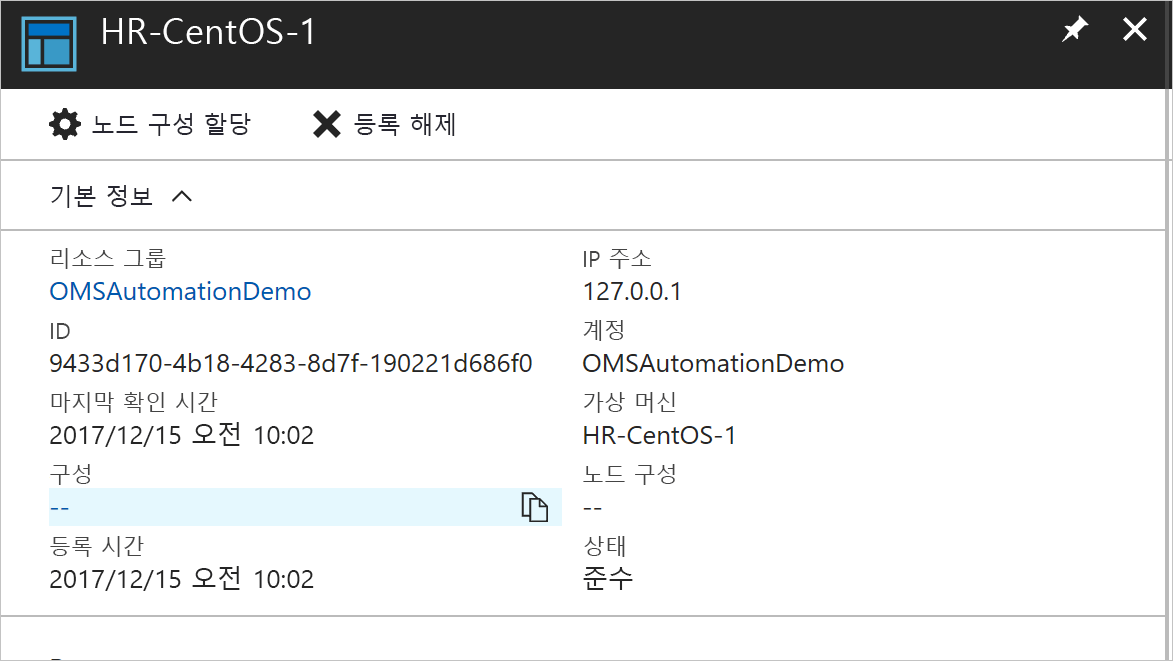 HR-CentOS-1
노드 구성 할당
등록 해제
기본 정보
리소스 그룹
OMSAutomationDemo
ID
9433d170-4b18-4283-8d7f-190221d686f0
마지막 확인 시간
2017/12/15 오전 10:02
구성
--
등록 시간
2017/12/15 오전 10:02
IP 주소
127.0.0.1
계정
OMSAutomationDemo
가상 머신
HR-CentOS-1
노드 구성
--
상태
준수